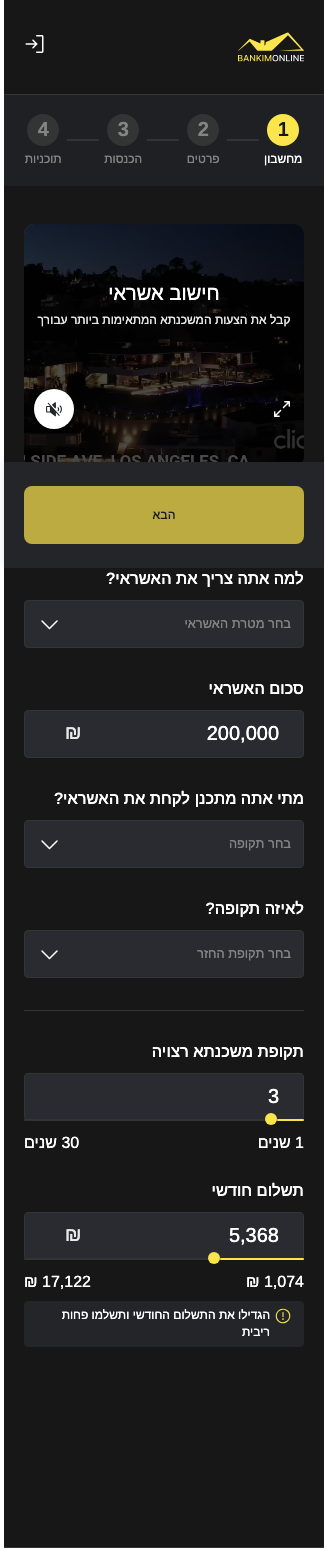 BANKIMONLINE
1
2
3
4
מחשבון
פרטים
הכנסות
תוכניות
חישוב אשראי
קבל את הצעות המשכנתא המתאימות ביותר עבורך
clic
SIDE AVE, LOS ANGELES, CA
הבא
למה אתה צריך את האשראי?
בחר מטרת האשראי
סכום האשראי
200,000 ₪
מתי אתה מתכנן לקחת את האשראי?
בחר תקופה
לאיזה תקופה?
בחר תקופת החזר
תקופת משכנתא רצויה
3
1 שנים
30 שנים
תשלום חודשי
5,368 ₪
1,074 ₪
17,122 ₪
הגדילו את התשלום החודשי ותשלמו פחות
ריבית